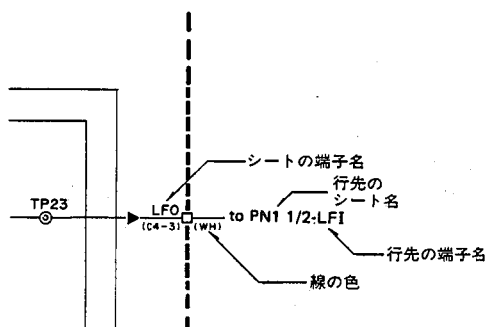 シートの端子名
行先の
シート名
TP23
LFO
(C4-3)
(WH)
to PN1 1/2:LFI
行先の端子名
線の色